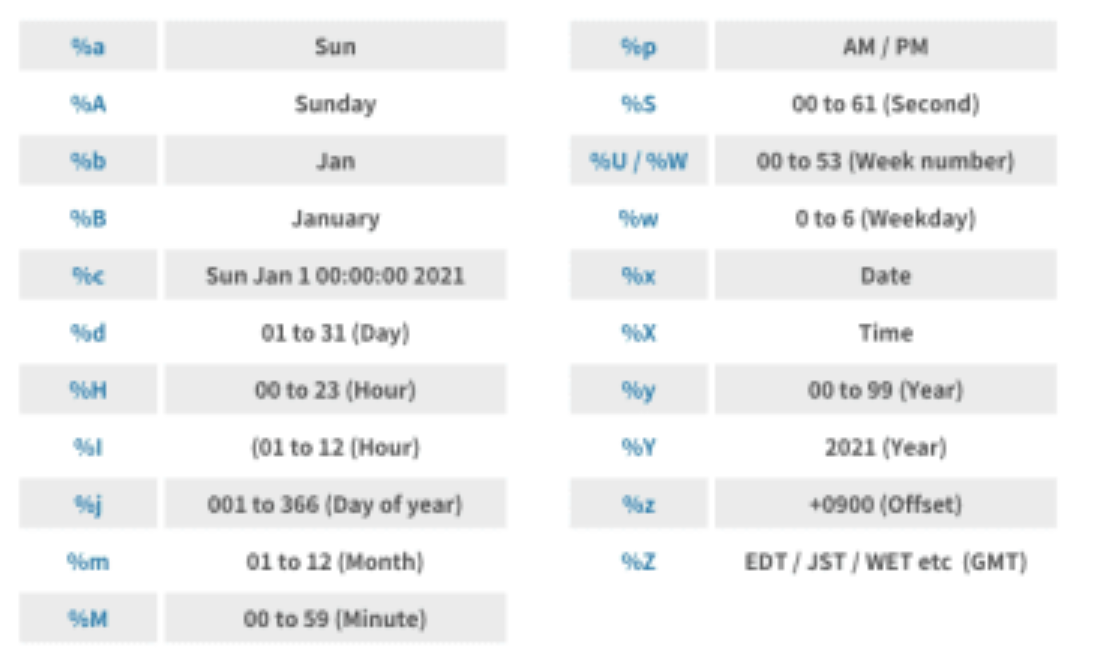 %a Sun
%A Sunday
%b Jan
%B January
%c Sun Jan 1 00:00:00 2021
%d 01 to 31 (Day)
%H 00 to 23 (Hour)
%I (01 to 12 (Hour)
%j 001 to 366 (Day of year)
%m 01 to 12 (Month)
%M 00 to 59 (Minute)
%p AM / PM
%S 00 to 61 (Second)
%U / %W 00 to 53 (Week number)
%w 0 to 6 (Weekday)
%x Date
%X Time
%y 00 to 99 (Year)
%Y 2021 (Year)
%z +0900 (Offset)
%Z EDT / JST / WET etc (GMT)